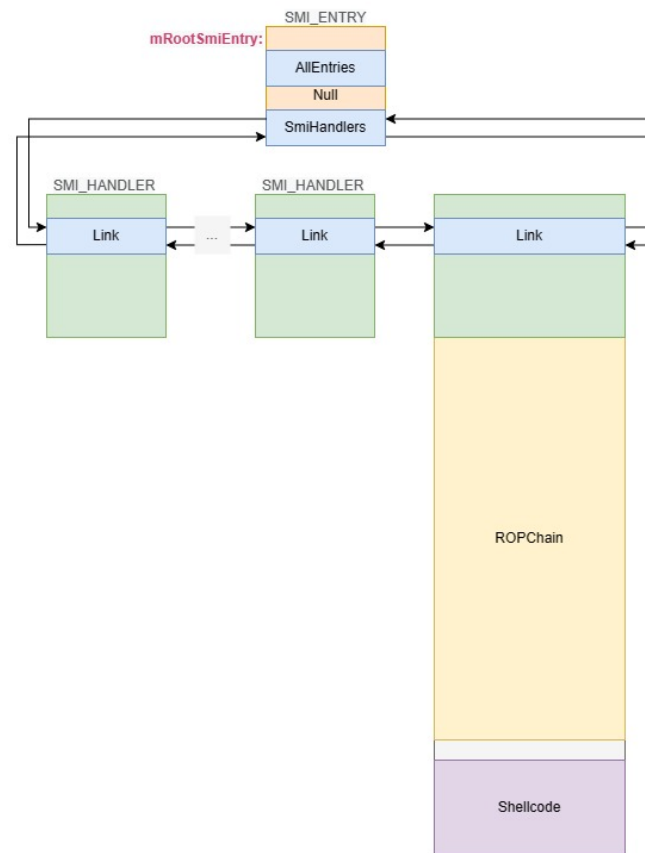 SMI_ENTRY
mRootSmiEntry:
AllEntries
Null
SmiHandlers
SMI_HANDLER
SMI_HANDLER
Link
...
Link
Link
ROPChain
Shellcode